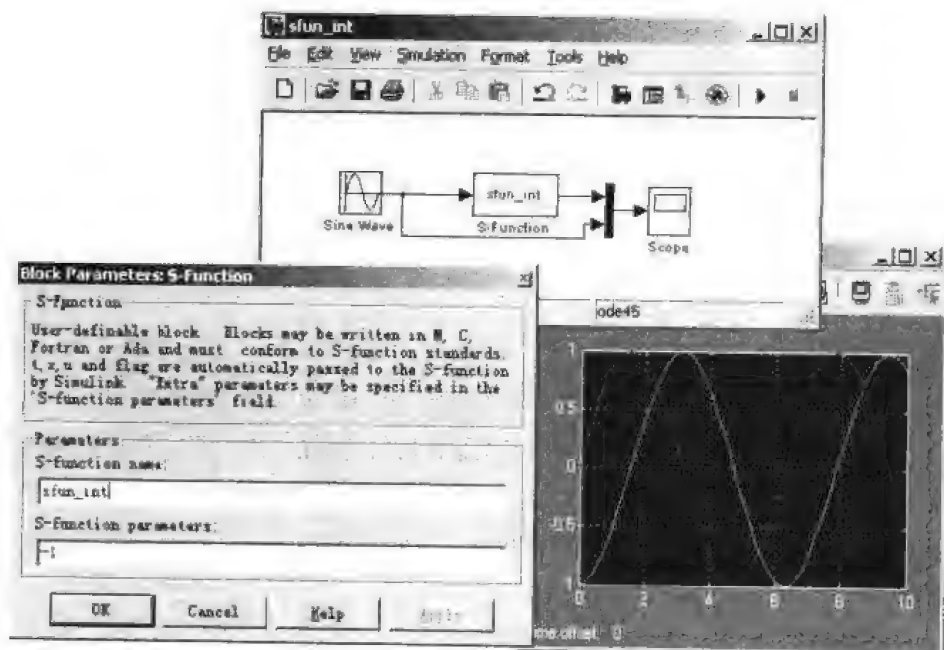 sfun_int
File Edit View Simulation Format Tools Help
sfun_int
Sine Wave
S-Function
Scope
ode45
Block Parameters: S-Function
S-Function
User-definable block. Blocks may be written in M, C,
Fortran or Ada and must conform to S-function standards.
t,x,u and flag are automatically passed to the S-function
by Simulink. "Extra" parameters may be specified in the
'S-function parameters' field.
Parameters
S-function name:
sfun_int
S-function parameters:
-1
OK Cancel Help Apply
1
0.5
0
-0.5
-1
0 2 4 6 8 10
me offset: 0